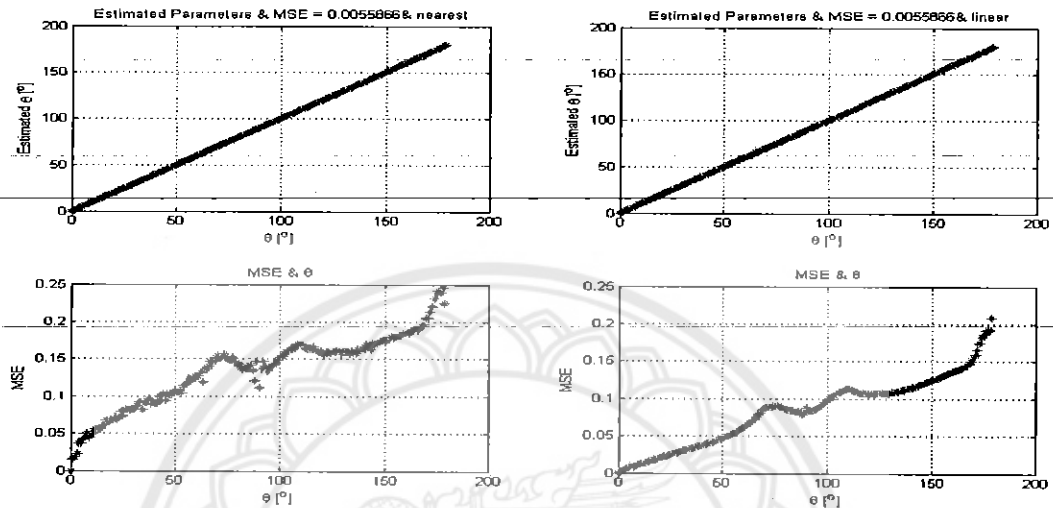 Estimated Parameters & MSE = 0.0055866& nearest
200
150
100
50
0
Estimated θ [º]
0 50 100 150 200
θ [º]
Estimated Parameters & MSE = 0.0055866& linear
200
150
100
50
0
Estimated θ [º]
0 50 100 150 200
θ [º]
MSE & θ
0.25
0.2
0.15
0.1
0.05
0
MSE
0 50 100 150 200
θ [º]
MSE & θ
0.25
0.2
0.15
0.1
0.05
0
MSE
0 50 100 150 200
θ [º]